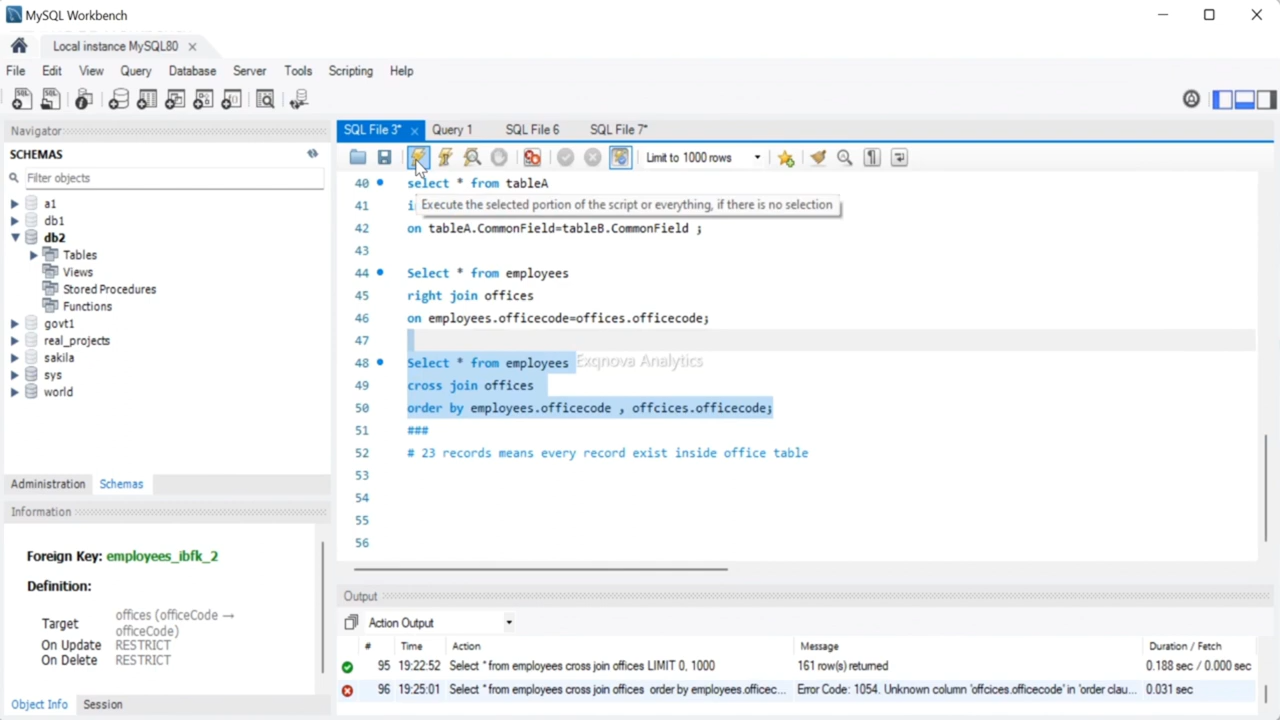 MySQL Workbench
Local instance MySQL80
File Edit View Query Database Server Tools Scripting Help
Navigator
SCHEMAS
Filter objects
a1
db1
db2
Tables
Views
Stored Procedures
Functions
govt1
real_projects
sakila
sys
world
Administration Schemas
Information
Foreign Key: employees_ibfk_2
Definition:
Target offices (officeCode →
officeCode)
On Update RESTRICT
On Delete RESTRICT
Object Info Session
SQL File 3* Query 1 SQL File 6 SQL File 7*
Limit to 1000 rows
40 select * from tableA
41 i
Execute the selected portion of the script or everything, if there is no selection
42 on tableA.CommonField=tableB.CommonField ;
43
44 Select * from employees
45 right join offices
46 on employees.officecode=offices.officecode;
47
48 Select * from employees
Exqnova Analytics
49 cross join offices
50 order by employees.officecode , offcices.officecode;
51 ###
52 # 23 records means every record exist inside office table
53
54
55
56
Output
Action Output
# Time Action Message Duration / Fetch
95 19:22:52 Select * from employees cross join offices LIMIT 0, 1000 161 row(s) returned 0.188 sec / 0.000 sec
96 19:25:01 Select * from employees cross join offices order by employees.officec... Error Code: 1054. Unknown column 'offcices.officecode' in 'order clau... 0.031 sec